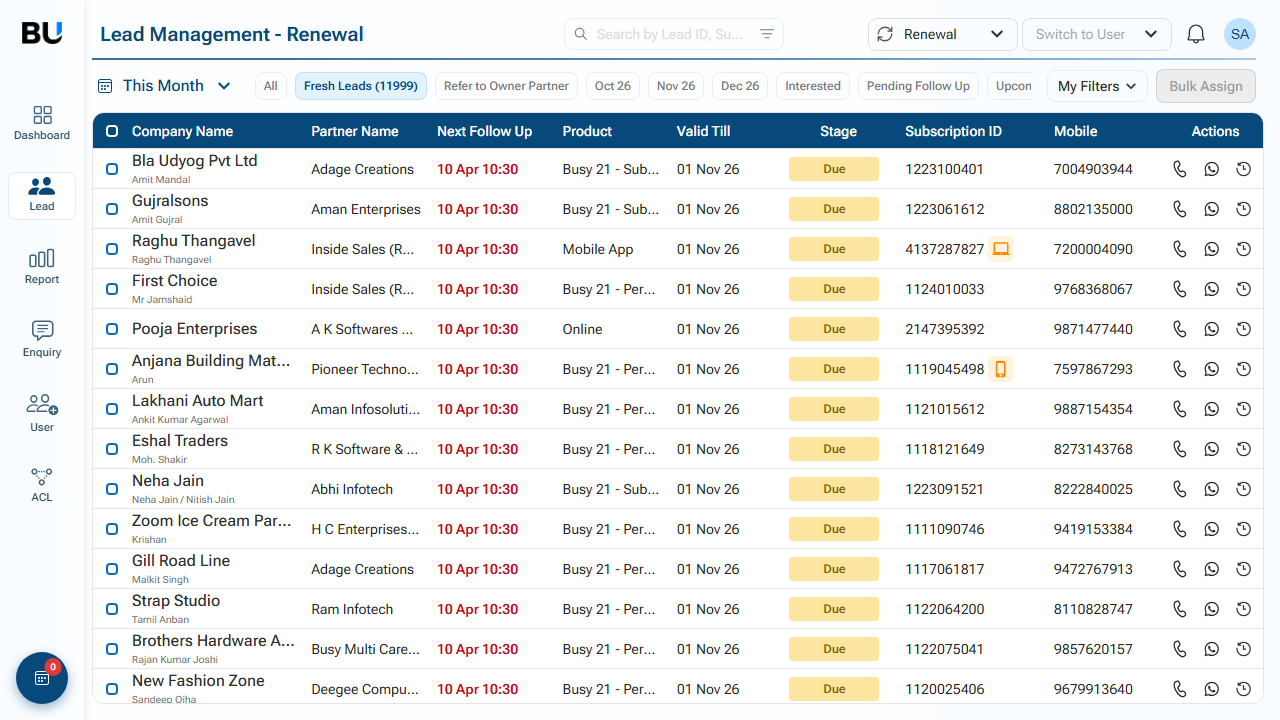 BU
Lead Management - Renewal
Search by Lead ID, Su...
Renewal
Switch to User
SA
This Month
All
Fresh Leads (11999)
Refer to Owner Partner
Oct 26
Nov 26
Dec 26
Interested
Pending Follow Up
Upcon
My Filters
Bulk Assign
Dashboard
Lead
Report
Enquiry
User
ACL
0
Company Name Partner Name Next Follow Up Product Valid Till Stage Subscription ID Mobile Actions
Bla Udyog Pvt Ltd
Amit Mandal
Adage Creations 10 Apr 10:30 Busy 21 - Sub... 01 Nov 26 Due 1223100401 7004903944
Gujralsons
Amit Gujral
Aman Enterprises 10 Apr 10:30 Busy 21 - Sub... 01 Nov 26 Due 1223061612 8802135000
Raghu Thangavel
Raghu Thangavel
Inside Sales (R... 10 Apr 10:30 Mobile App 01 Nov 26 Due 4137287827 7200004090
First Choice
Mr Jamshaid
Inside Sales (R... 10 Apr 10:30 Busy 21 - Per... 01 Nov 26 Due 1124010033 9768368067
Pooja Enterprises
A K Softwares ... 10 Apr 10:30 Online 01 Nov 26 Due 2147395392 9871477440
Anjana Building Mat...
Arun
Pioneer Techno... 10 Apr 10:30 Busy 21 - Per... 01 Nov 26 Due 1119045498 7597867293
Lakhani Auto Mart
Ankit Kumar Agarwal
Aman Infosoluti... 10 Apr 10:30 Busy 21 - Per... 01 Nov 26 Due 1121015612 9887154354
Eshal Traders
Moh. Shakir
R K Software & ... 10 Apr 10:30 Busy 21 - Per... 01 Nov 26 Due 1118121649 8273143768
Neha Jain
Neha Jain / Nitish Jain
Abhi Infotech 10 Apr 10:30 Busy 21 - Sub... 01 Nov 26 Due 1223091521 8222840025
Zoom Ice Cream Par...
Krishan
H C Enterprises... 10 Apr 10:30 Busy 21 - Per... 01 Nov 26 Due 1111090746 9419153384
Gill Road Line
Malkit Singh
Adage Creations 10 Apr 10:30 Busy 21 - Per... 01 Nov 26 Due 1117061817 9472767913
Strap Studio
Tamil Anban
Ram Infotech 10 Apr 10:30 Busy 21 - Per... 01 Nov 26 Due 1122064200 8110828747
Brothers Hardware A...
Rajan Kumar Joshi
Busy Multi Care... 10 Apr 10:30 Busy 21 - Per... 01 Nov 26 Due 1122075041 9857620157
New Fashion Zone
Sandeep Ojha
Deegee Compu... 10 Apr 10:30 Busy 21 - Per... 01 Nov 26 Due 1120025406 9679913640